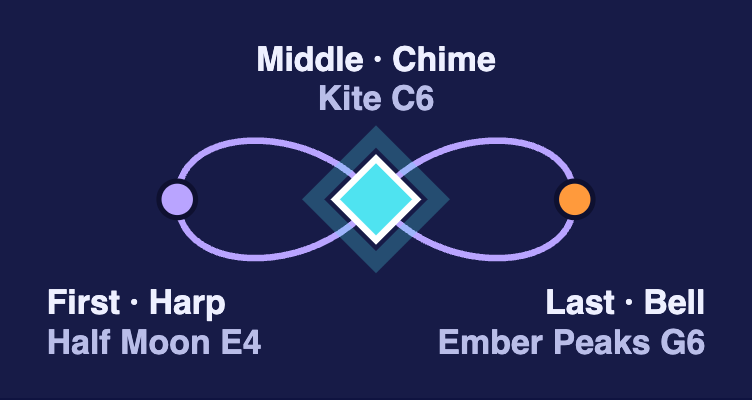 Middle · Chime
Kite C6
First · Harp
Half Moon E4
Last · Bell
Ember Peaks G6